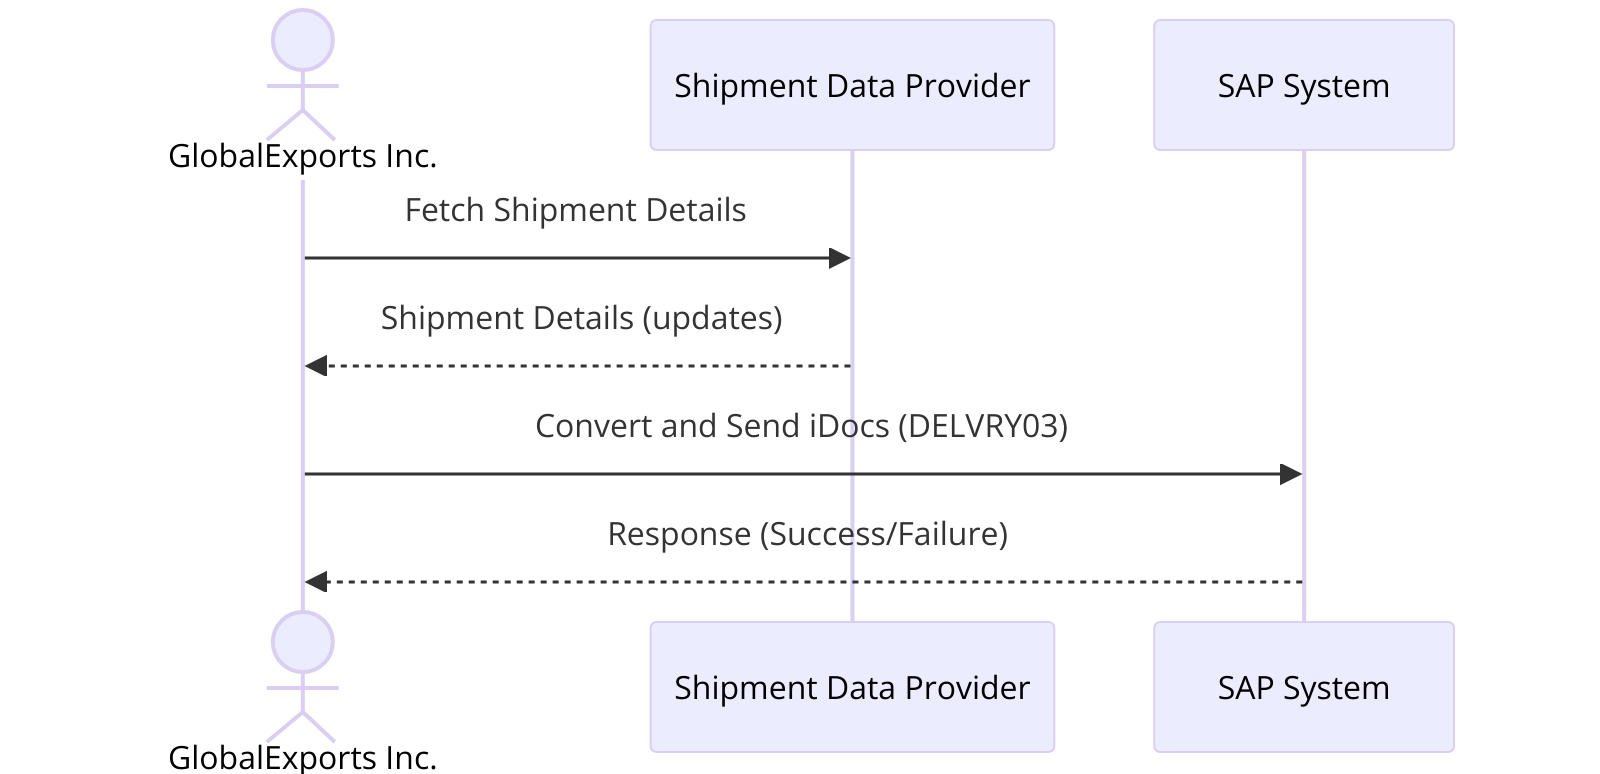 GlobalExports Inc.
Shipment Data Provider
SAP System
Fetch Shipment Details
Shipment Details (updates)
Convert and Send iDocs (DELVRY03)
Response (Success/Failure)
GlobalExports Inc.
Shipment Data Provider
SAP System